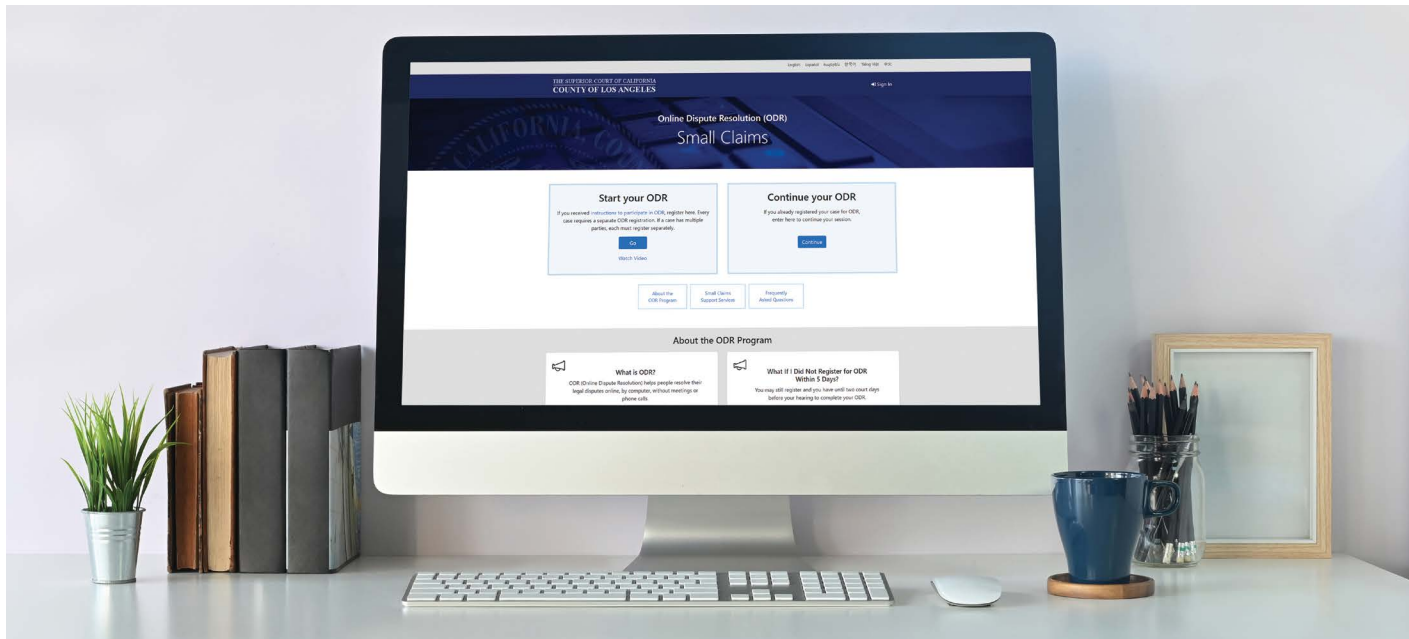 English Español
THE SUPERIOR COURT OF CALIFORNIA
COUNTY OF LOS ANGELES
Sign In
CALIFORNIA, COU
Online Dispute Resolution (ODR)
Small Claims
Start your ODR
If you received instructions to participate in ODR, register here. Every
case requires a separate ODR registration. If a case has multiple
parties, each must register separately.
Go
Watch Video
Continue your ODR
If you already registered your case for ODR,
enter here to continue your session.
Continue
About the
ODR Program
Small Claims
Support Services
Frequently
Asked Questions
About the ODR Program
What is ODR?
ODR (Online Dispute Resolution) helps people resolve their
legal disputes online, by computer, without meetings or
phone calls.
What If I Did Not Register for ODR
Within 5 Days?
You may still register and you have until two court days
before your hearing to complete your ODR.